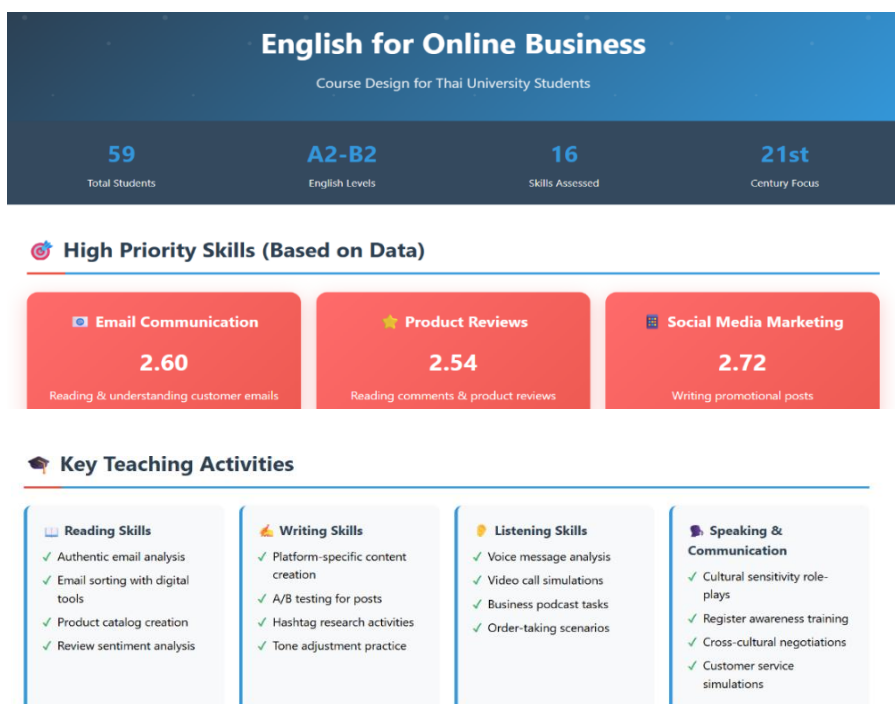 English for Online Business
Course Design for Thai University Students
59
Total Students
A2-B2
English Levels
16
Skills Assessed
21st
Century Focus
High Priority Skills (Based on Data)
Email Communication
2.60
Reading & understanding customer emails
Product Reviews
2.54
Reading comments & product reviews
Social Media Marketing
2.72
Writing promotional posts
Key Teaching Activities
Reading Skills
✓ Authentic email analysis
✓ Email sorting with digital
tools
✓ Product catalog creation
✓ Review sentiment analysis
Writing Skills
✓ Platform-specific content
creation
✓ A/B testing for posts
✓ Hashtag research activities
✓ Tone adjustment practice
Listening Skills
✓ Voice message analysis
✓ Video call simulations
✓ Business podcast tasks
✓ Order-taking scenarios
Speaking &
Communication
✓ Cultural sensitivity role-
plays
✓ Register awareness training
✓ Cross-cultural negotiations
✓ Customer service
simulations